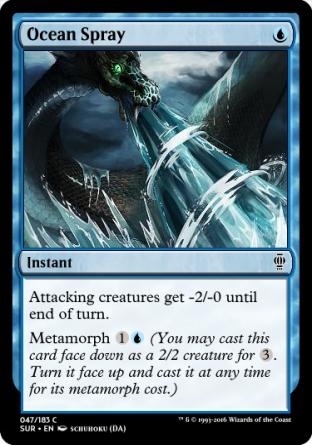 Ocean Spray
Instant
Attacking creatures get -2/-0 until
end of turn.
Metamorph 1 (You may cast this
card face down as a 2/2 creature for 3.
Turn it face up and cast it at any time
for its metamorph cost.)
047/183 C
SUR • EN SCHUHOKU (DA)
™ & © 1993-2016 Wizards of the Coast